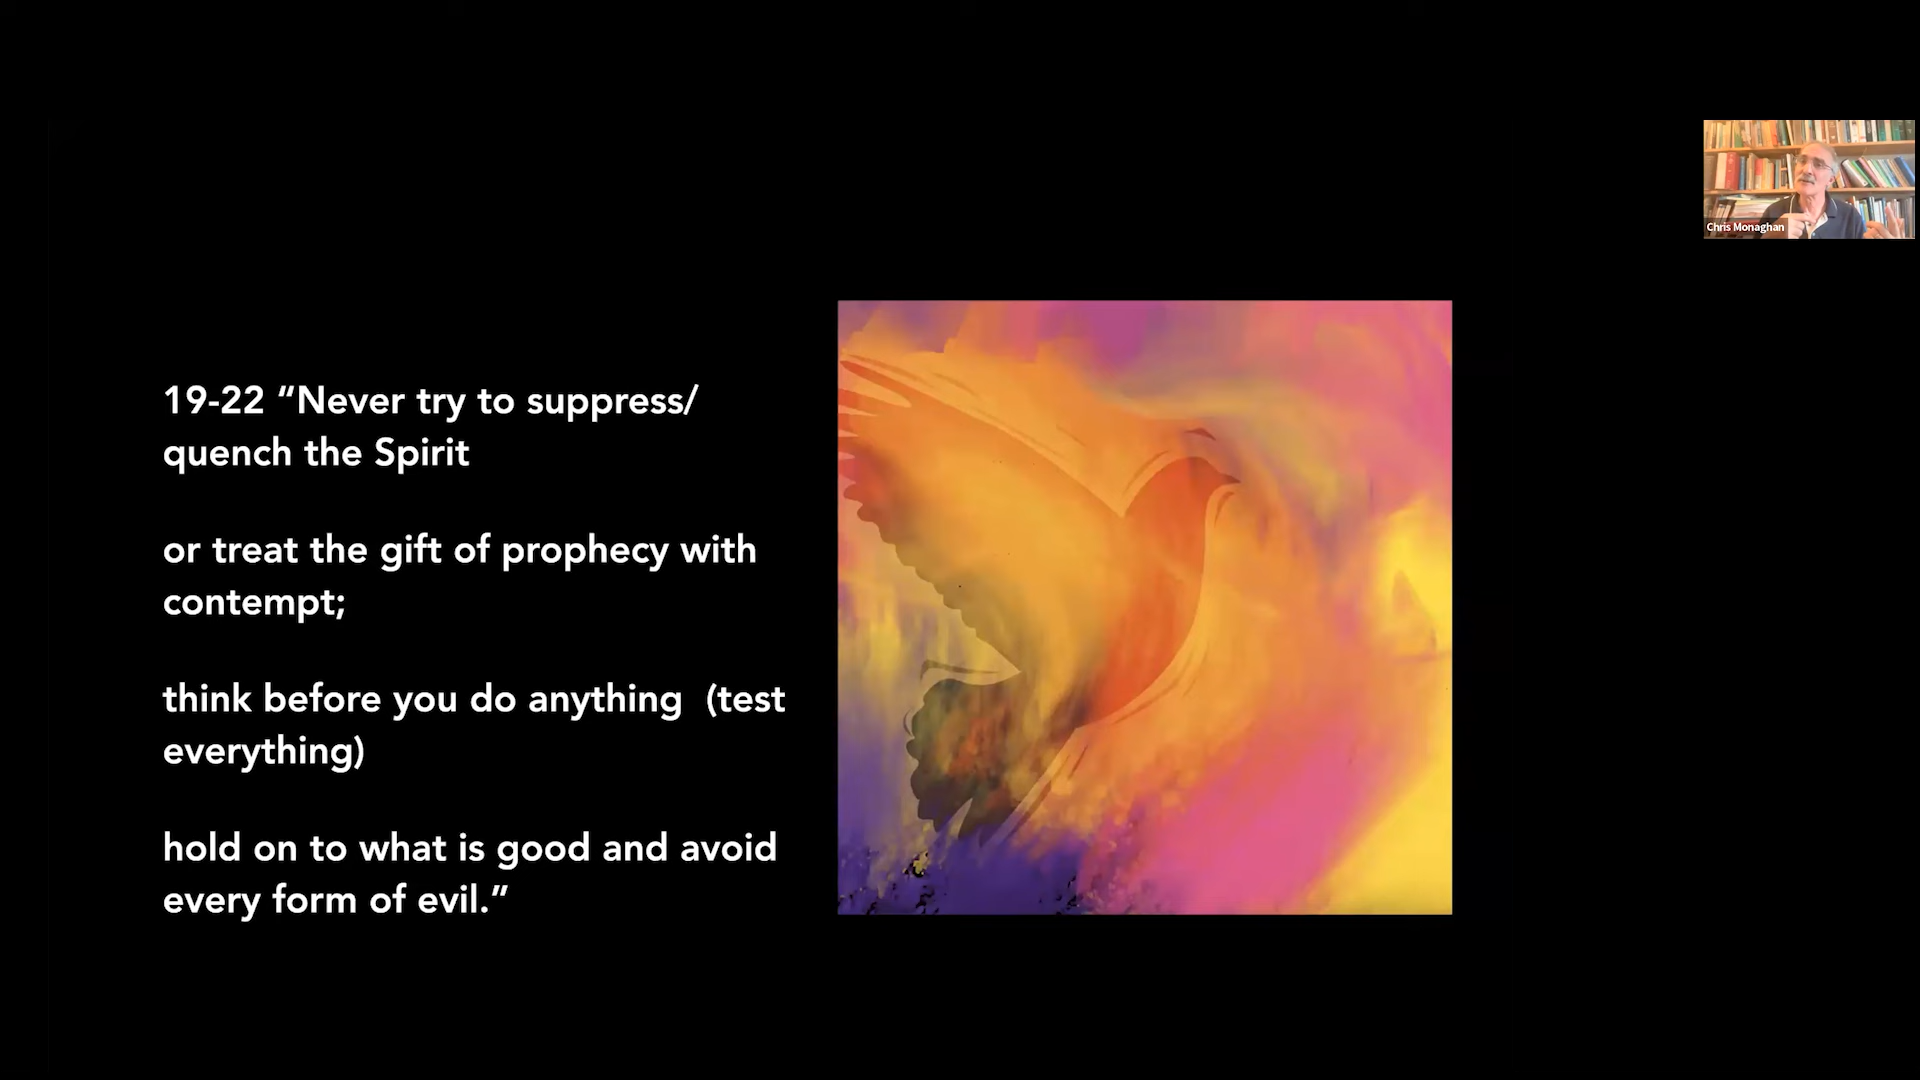 19-22 “Never try to suppress/
quench the Spirit
or treat the gift of prophecy with
contempt;
think before you do anything  (test
everything)
hold on to what is good and avoid
every form of evil.”
Chris Monaghan